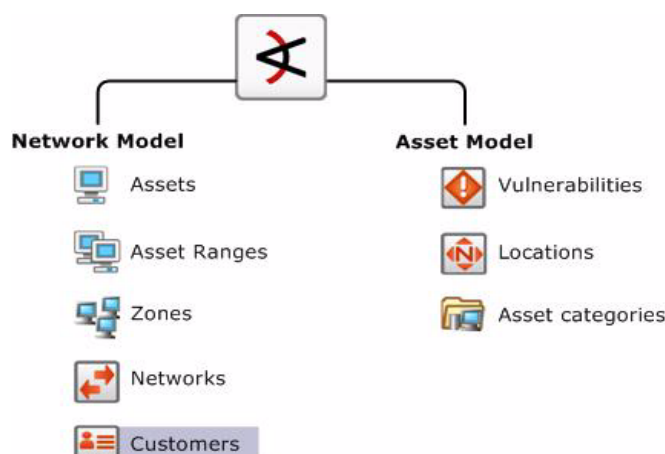 Network Model
Assets
Asset Ranges
Zones
Networks
Customers
Asset Model
Vulnerabilities
Locations
Asset categories